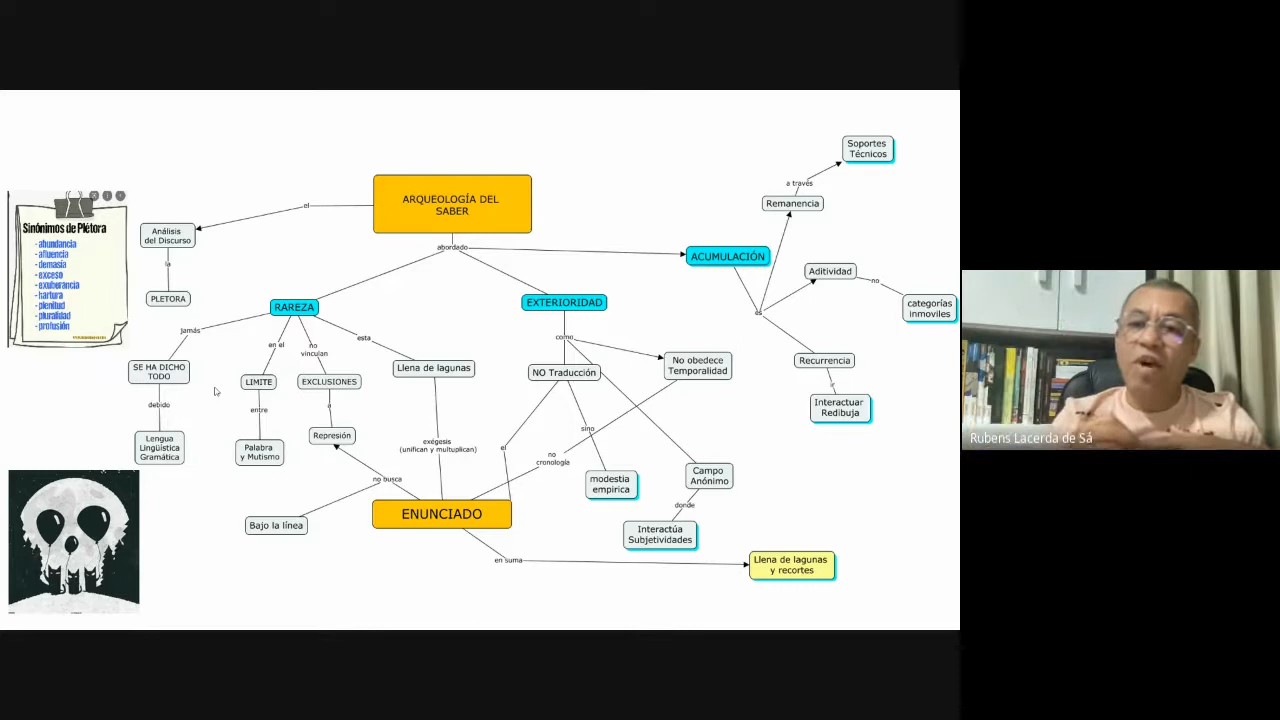 Soportes
Técnicos
a través
Remanencia
ARQUEOLOGÍA DEL
SABER
el
Análisis
del Discurso
la
PLETORA
abordado
ACUMULACIÓN
Aditividad
no
categorías
inmoviles
es
Recurrencia
Interactuar
Redibuja
Sinónimos de Plétora
- abundancia
- afluencia
- demasía
- exceso
- exuberancia
- hartura
- plenitud
- pluralidad
- profusión
RAREZA
EXTERIORIDAD
jamás
en el
no
vinculan
esta
como
SE HA DICHO
TODO
LIMITE
EXCLUSIONES
Llena de lagunas
NO Traducción
No obedece
Temporalidad
debido
entre
a
Lengua
Lingüística
Gramática
Palabra
y Mutismo
Represión
exégesis
(unifican y multuplican)
el
sino
no
cronología
modestia
empirica
Campo
Anónimo
donde
Interactúa
Subjetividades
no busca
Bajo la línea
ENUNCIADO
en suma
Llena de lagunas
y recortes
Rubens Lacerda de Sá